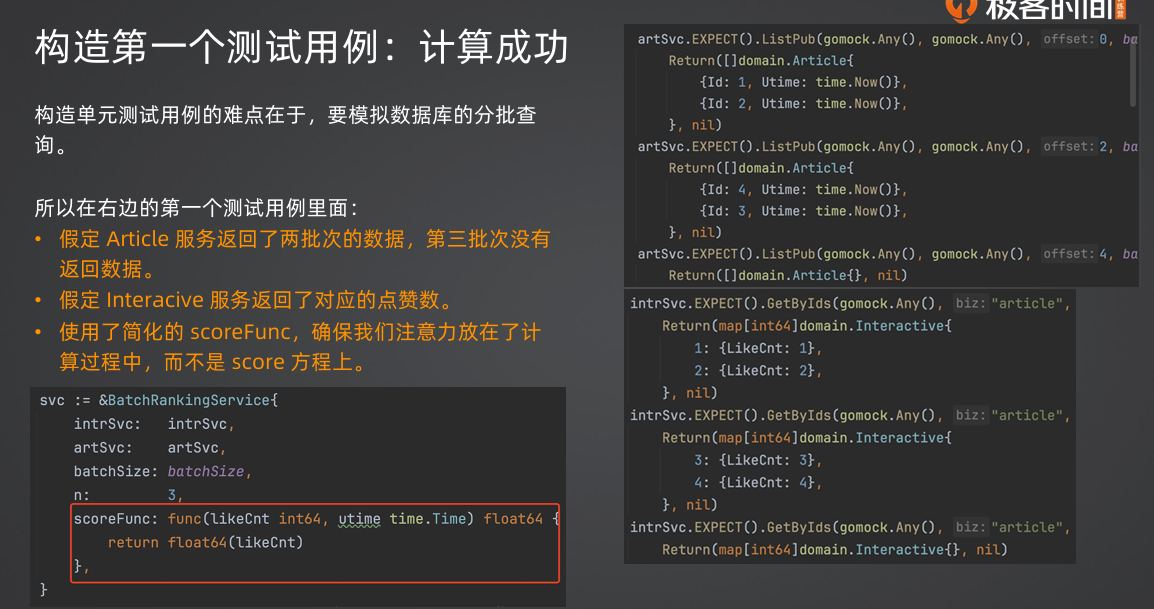 极客时间
构造第一个测试用例：计算成功
构造单元测试用例的难点在于，要模拟数据库的分批查
询。
所以在右边的第一个测试用例里面：
• 假定 Article 服务返回了两批次的数据，第三批次没有
返回数据。
• 假定 Interacive 服务返回了对应的点赞数。
• 使用了简化的 scoreFunc，确保我们注意力放在了计
算过程中，而不是 score 方程上。
svc := &BatchRankingService{
intrSvc: intrSvc,
artSvc: artSvc,
batchSize: batchSize,
n: 3,
scoreFunc: func(likeCnt int64, utime time.Time) float64 {
return float64(likeCnt)
},
}
artSvc.EXPECT().ListPub(gomock.Any(), gomock.Any(), offset: 0, ba
Return([]domain.Article{
{Id: 1, Utime: time.Now()},
{Id: 2, Utime: time.Now()},
}, nil)
artSvc.EXPECT().ListPub(gomock.Any(), gomock.Any(), offset: 2, ba
Return([]domain.Article{
{Id: 4, Utime: time.Now()},
{Id: 3, Utime: time.Now()},
}, nil)
artSvc.EXPECT().ListPub(gomock.Any(), gomock.Any(), offset: 4, ba
Return([]domain.Article{}, nil)
intrSvc.EXPECT().GetByIds(gomock.Any(), biz: "article",
Return(map[int64]domain.Interactive{
1: {LikeCnt: 1},
2: {LikeCnt: 2},
}, nil)
intrSvc.EXPECT().GetByIds(gomock.Any(), biz: "article",
Return(map[int64]domain.Interactive{
3: {LikeCnt: 3},
4: {LikeCnt: 4},
}, nil)
intrSvc.EXPECT().GetByIds(gomock.Any(), biz: "article",
Return(map[int64]domain.Interactive{}, nil)